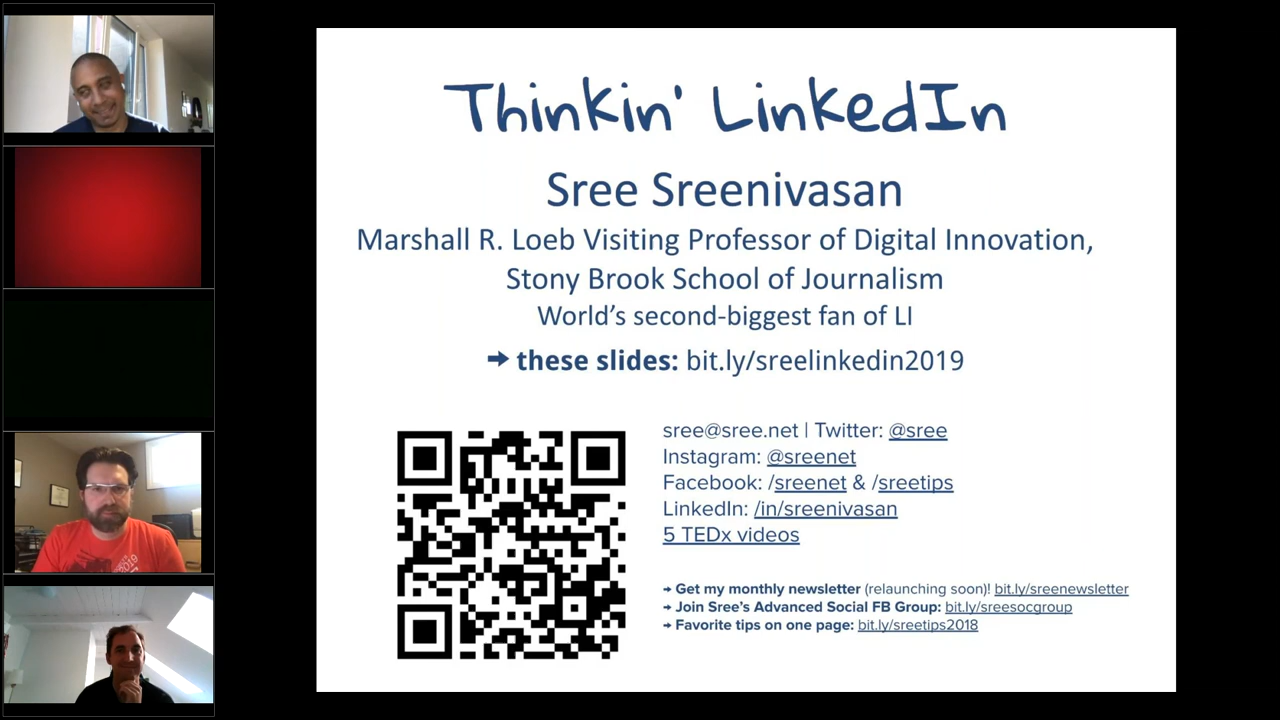 Thinkin' LinkedIn
Sree Sreenivasan
Marshall R. Loeb Visiting Professor of Digital Innovation,
Stony Brook School of Journalism
World’s second-biggest fan of LI
➡ these slides: bit.ly/sreelinkedin2019
sree@sree.net | Twitter: @sree
Instagram: @sreenet
Facebook: /sreenet & /sreetips
LinkedIn: /in/sreenivasan
5 TEDx videos
➡ Get my monthly newsletter (relaunching soon)! bit.ly/sreenewsletter
➡ Join Sree’s Advanced Social FB Group: bit.ly/sreesocgroup
➡ Favorite tips on one page: bit.ly/sreetips2018